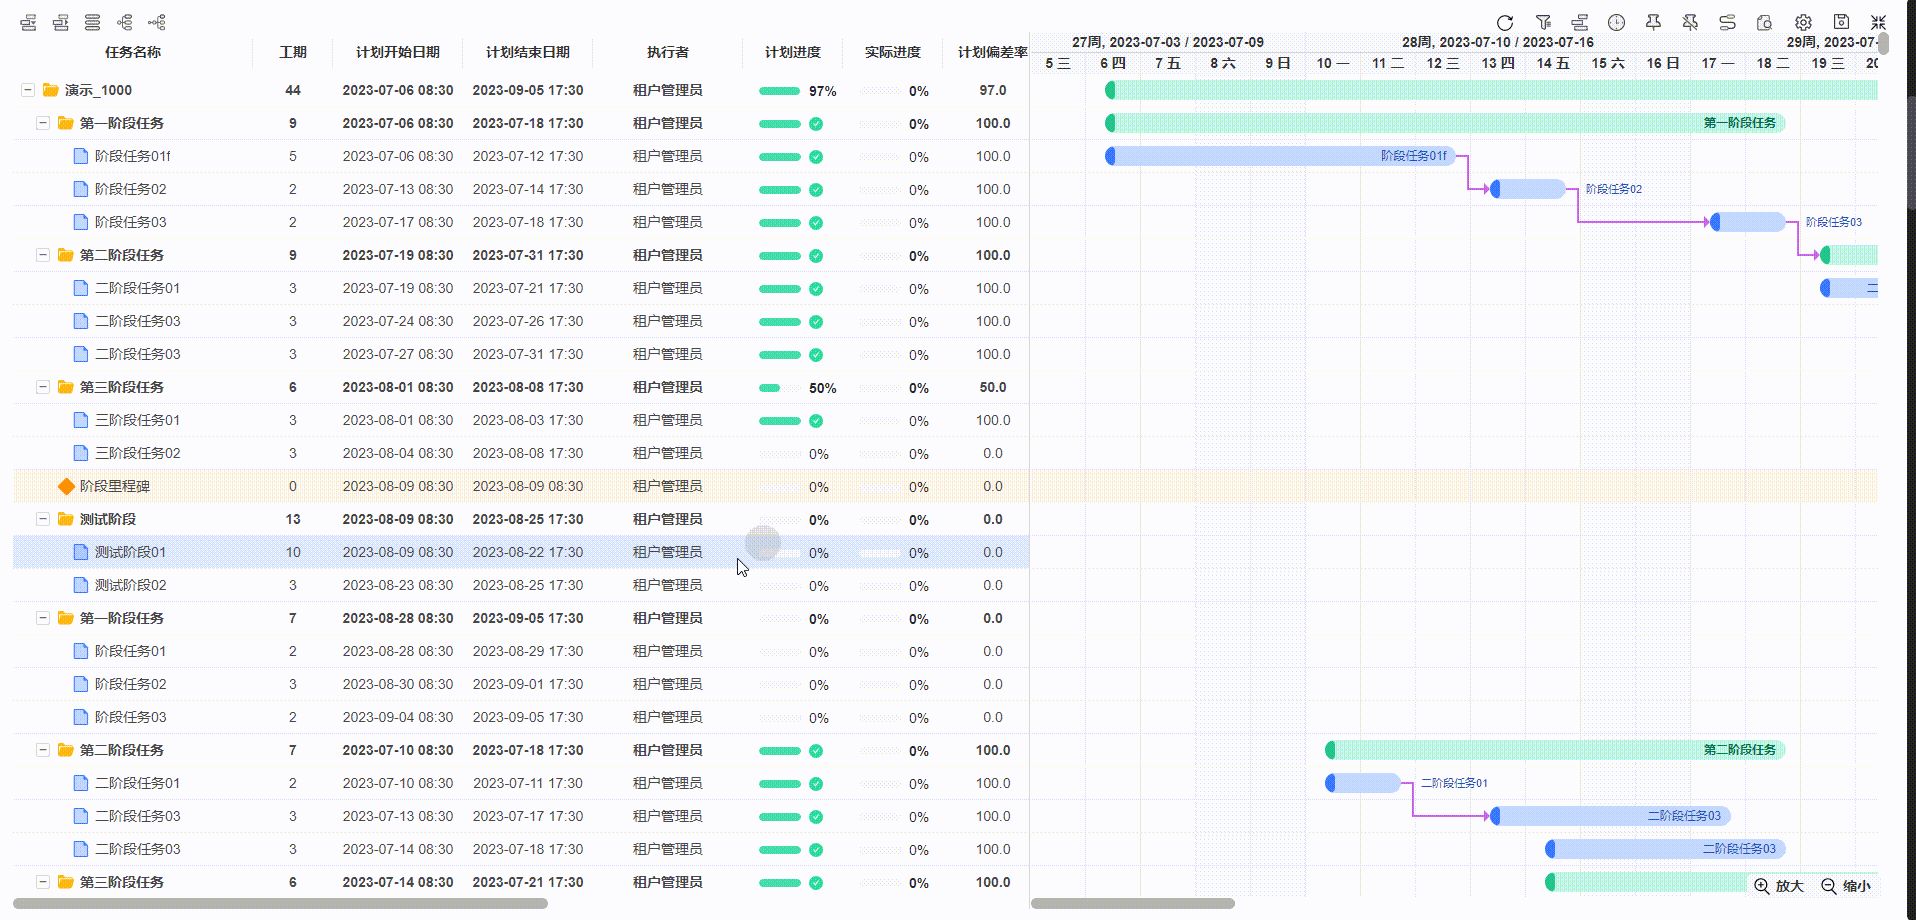 27周, 2023-07-03 / 2023-07-09 28周, 2023-07-10 / 2023-07-16 29周, 2023-07-
任务名称 工期 计划开始日期 计划结束日期 执行者 计划进度 实际进度 计划偏差率
5 三 6 四 7 五 8 六 9 日 10 一 11 二 12 三 13 四 14 五 15 六 16 日 17 一 18 二 19 三 20
演示_1000 44 2023-07-06 08:30 2023-09-05 17:30 租户管理员 97% 0% 97.0
第一阶段任务 9 2023-07-06 08:30 2023-07-18 17:30 租户管理员 0% 100.0 第一阶段任务
阶段任务01f 5 2023-07-06 08:30 2023-07-12 17:30 租户管理员 0% 100.0 阶段任务01f
阶段任务02 2 2023-07-13 08:30 2023-07-14 17:30 租户管理员 0% 100.0 阶段任务02
阶段任务03 2 2023-07-17 08:30 2023-07-18 17:30 租户管理员 0% 100.0 阶段任务03
第二阶段任务 9 2023-07-19 08:30 2023-07-31 17:30 租户管理员 0% 100.0
二阶段任务01 3 2023-07-19 08:30 2023-07-21 17:30 租户管理员 0% 100.0 二
二阶段任务03 3 2023-07-24 08:30 2023-07-26 17:30 租户管理员 0% 100.0
二阶段任务03 3 2023-07-27 08:30 2023-07-31 17:30 租户管理员 0% 100.0
第三阶段任务 6 2023-08-01 08:30 2023-08-08 17:30 租户管理员 50% 0% 50.0
三阶段任务01 3 2023-08-01 08:30 2023-08-03 17:30 租户管理员 0% 100.0
三阶段任务02 3 2023-08-04 08:30 2023-08-08 17:30 租户管理员 0% 0% 0.0
阶段里程碑 0 2023-08-09 08:30 2023-08-09 08:30 租户管理员 0% 0% 0.0
测试阶段 13 2023-08-09 08:30 2023-08-25 17:30 租户管理员 0% 0% 0.0
测试阶段01 10 2023-08-09 08:30 2023-08-22 17:30 租户管理员 0% 0% 0.0
测试阶段02 3 2023-08-23 08:30 2023-08-25 17:30 租户管理员 0% 0% 0.0
第一阶段任务 7 2023-08-28 08:30 2023-09-05 17:30 租户管理员 0% 0% 0.0
阶段任务01 2 2023-08-28 08:30 2023-08-29 17:30 租户管理员 0% 0% 0.0
阶段任务02 3 2023-08-30 08:30 2023-09-01 17:30 租户管理员 0% 0% 0.0
阶段任务03 2 2023-09-04 08:30 2023-09-05 17:30 租户管理员 0% 0% 0.0
第二阶段任务 7 2023-07-10 08:30 2023-07-18 17:30 租户管理员 0% 100.0 第二阶段任务
二阶段任务01 2 2023-07-10 08:30 2023-07-11 17:30 租户管理员 0% 100.0 二阶段任务01
二阶段任务03 3 2023-07-13 08:30 2023-07-17 17:30 租户管理员 0% 100.0 二阶段任务03
二阶段任务03 3 2023-07-14 08:30 2023-07-18 17:30 租户管理员 0% 100.0 二阶段任务03
第三阶段任务 6 2023-07-14 08:30 2023-07-21 17:30 租户管理员 0% 100.0
放大 缩小